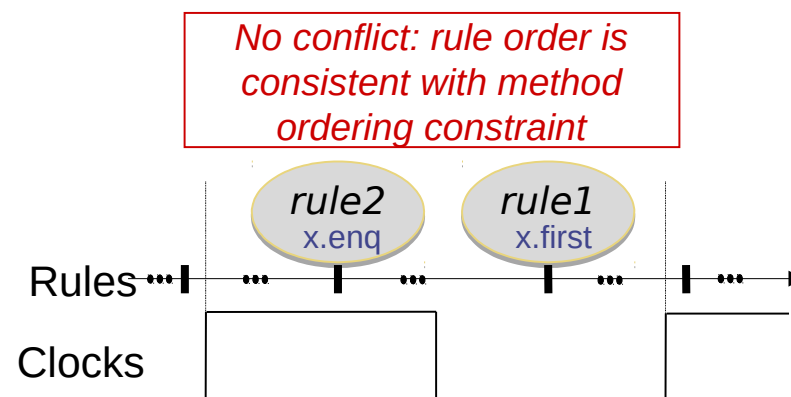 No conflict: rule order is
consistent with method
ordering constraint
rule2
x.enq
rule1
x.first
Rules
Clocks